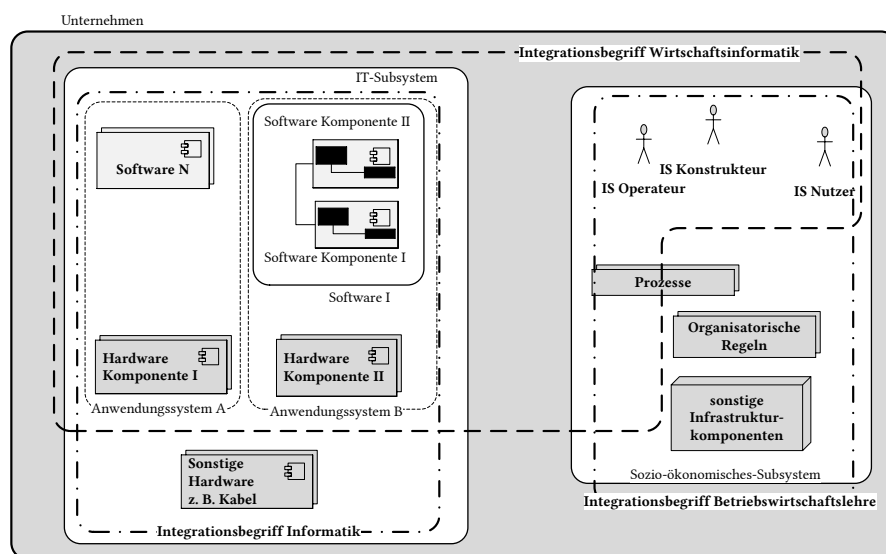 Unternehmen
Integrationsbegriff Wirtschaftsinformatik
IT-Subsystem
Software Komponente II
Software N
Software Komponente I
Software I
Hardware
Komponente I
Hardware
Komponente II
Anwendungssystem A
Anwendungssystem B
Sonstige
Hardware
z. B. Kabel
Integrationsbegriff Informatik
IS Konstrukteur
IS Operateur
IS Nutzer
Prozesse
Organisatorische
Regeln
sonstige
Infrastruktur-
komponenten
Sozio-ökonomisches-Subsystem
Integrationsbegriff Betriebswirtschaftslehre